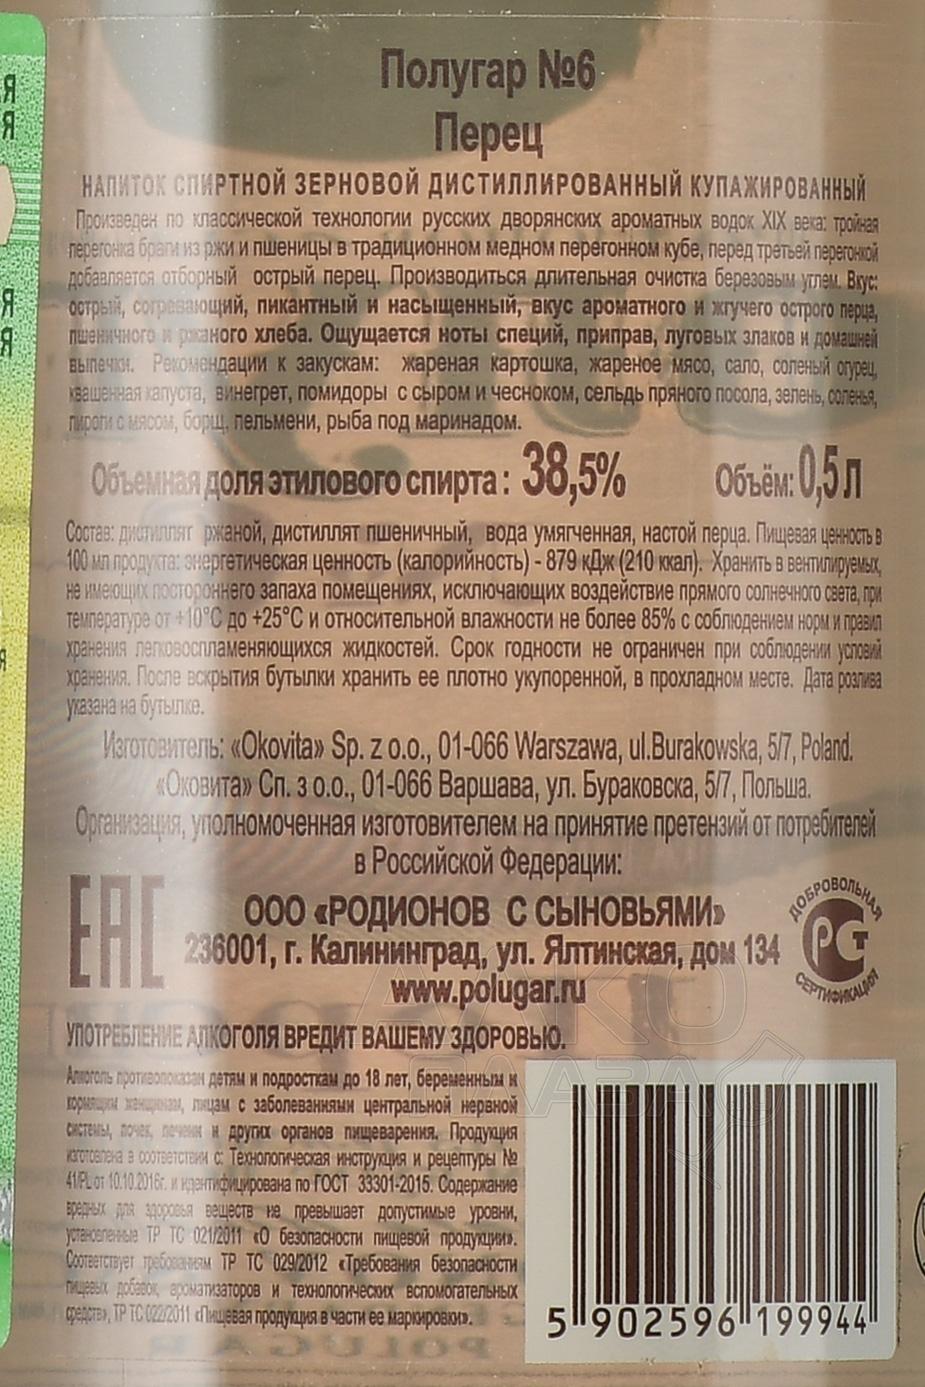 Полугар №6
Перец
НАПИТОК СПИРТНОЙ ЗЕРНОВОЙ ДИСТИЛЛИРОВАННЫЙ КУПАЖИРОВАННЫЙ
Произведен по классической технологии русских дворянских ароматных водок XIX века: тройная
перегонка браги из ржи и пшеницы в традиционном медном перегонном кубе, перед третьей перегонкой
добавляется отборный острый перец. Производиться длительная очистка березовым углем. Вкус:
острый, согревающий, пикантный и насыщенный, вкус ароматного и жгучего острого перца,
пшеничного и ржаного хлеба. Ощущается ноты специй, приправ, луговых злаков и домашней
выпечки. Рекомендации к закускам: жареная картошка, жареное мясо, сало, соленый огурец,
квашенная капуста, винегрет, помидоры с сыром и чесноком, сельдь пряного посола, зелень, соленья,
пироги с мясом, борщ, пельмени, рыба под маринадом.
Объемная доля этилового спирта: 38,5% Объём: 0,5 л
Состав: дистиллят ржаной, дистиллят пшеничный, вода умягченная, настой перца. Пищевая ценность в
100 мл продукта: энергетическая ценность (калорийность) - 879 кДж (210 ккал). Хранить в вентилируемых,
не имеющих постороннего запаха помещениях, исключающих воздействие прямого солнечного света, при
температуре от +10°C до +25°C и относительной влажности не более 85% с соблюдением норм и правил
хранения легковоспламеняющихся жидкостей. Срок годности не ограничен при соблюдении условий
хранения. После вскрытия бутылки хранить ее плотно укупоренной, в прохладном месте. Дата розлива
указана на бутылке.
Изготовитель: «Okovita» Sp. z o.o., 01-066 Warszawa, ul.Burakowska, 5/7, Poland.
«Оковита» Сп. з о.о., 01-066 Варшава, ул. Бураковска, 5/7, Польша.
Организация, уполномоченная изготовителем на принятие претензий от потребителей
в Российской Федерации:
ООО «РОДИОНОВ С СЫНОВЬЯМИ»
236001, г. Калининград, ул. Ялтинская, дом 134
www.polugar.ru
EAC
ДОБРОВОЛЬНАЯ
РСТ
СЕРТИФИКАЦИЯ
УПОТРЕБЛЕНИЕ АЛКОГОЛЯ ВРЕДИТ ВАШЕМУ ЗДОРОВЬЮ.
Алкоголь противопоказан детям и подросткам до 18 лет, беременным и
кормящим женщинам, лицам с заболеваниями центральной нервной
системы, почек, печени и других органов пищеварения. Продукция
изготовлена в соответствии с: Технологическая инструкция и рецептуры №
41/PL от 10.10.2016г. и идентифицирована по ГОСТ 33301-2015. Содержание
вредных для здоровья веществ не превышает допустимые уровни,
установленные ТР ТС 021/2011 «О безопасности пищевой продукции».
Соответствует требованиям ТР ТС 029/2012 «Требования безопасности
пищевых добавок, ароматизаторов и технологических вспомогательных
средств», ТР ТС 022/2011 «Пищевая продукция в части ее маркировки».
5 902596 199944
АЛКО
СЛАВА